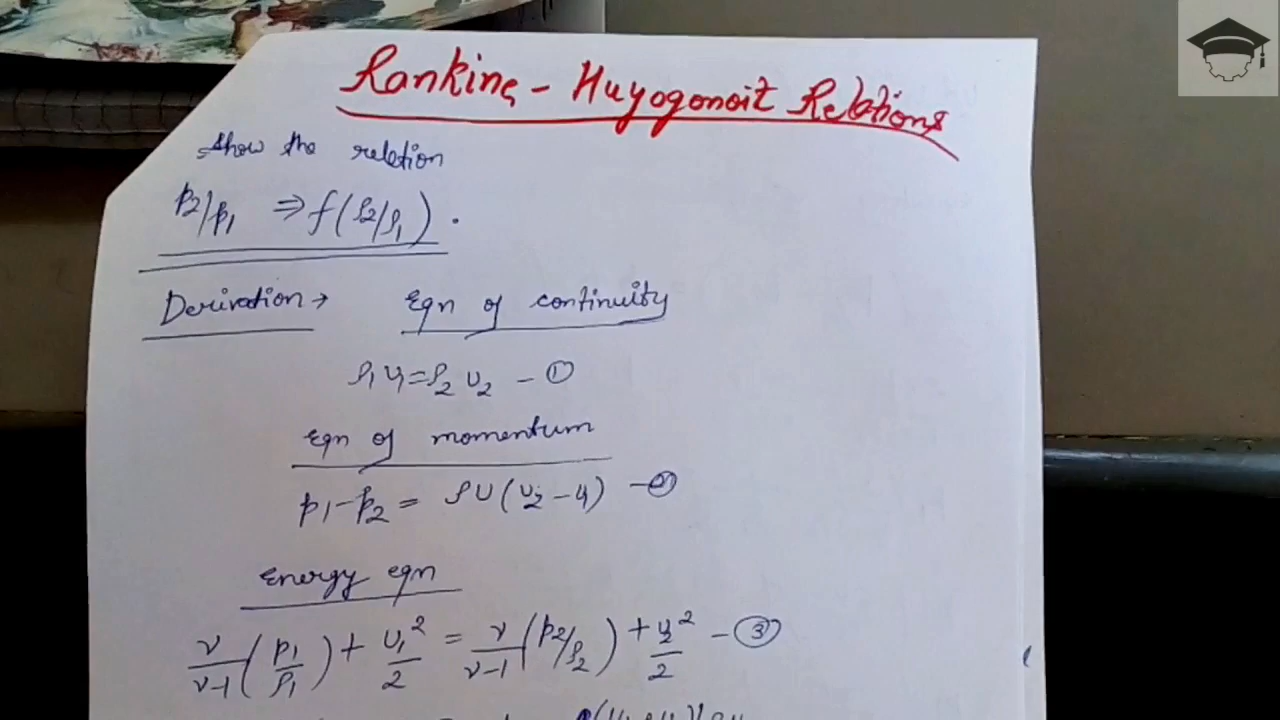 Rankine - Huyogonoit Relations
Show the relation
p2/p1 ⇒ f(ρ2/ρ1).
Derivation → Eqn of continuity
ρ1 u1 = ρ2 u2 - ①
Eqn of momentum
p1 - p2 = ρu(u2 - u1) - ②
Energy eqn
γ/(γ-1) (p1/ρ1) + u1²/2 = γ/(γ-1) (p2/ρ2) + u2²/2 - ③